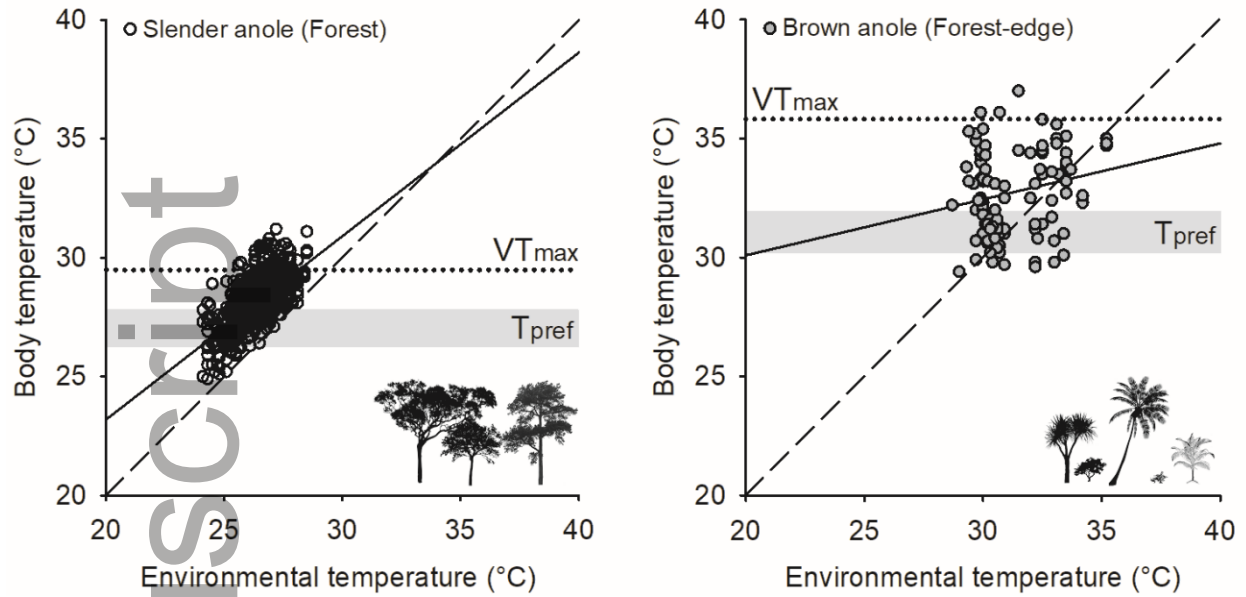 40
35
30
25
20
Body temperature (°C)
Slender anole (Forest)
VTmax
Tpref
20
25
30
35
40
Environmental temperature (°C)
script
40
35
30
25
20
Body temperature (°C)
Brown anole (Forest-edge)
VTmax
Tpref
20
25
30
35
40
Environmental temperature (°C)